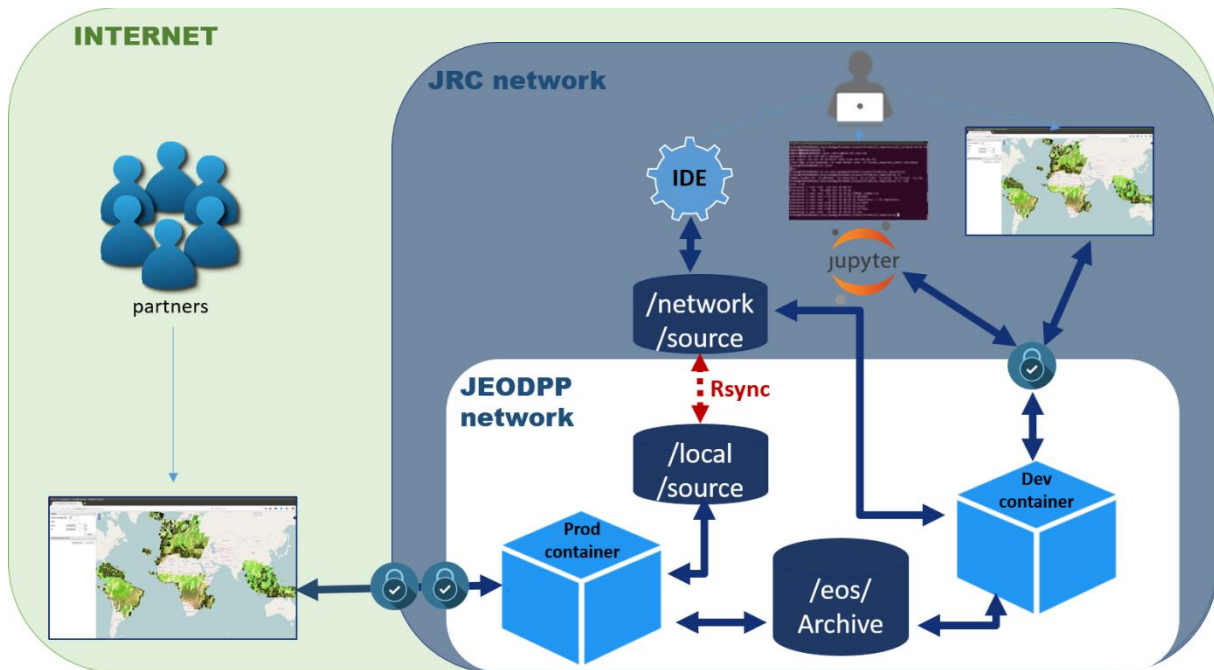 INTERNET
JRC network
IDE
jupyter
partners
/network
/source
JEODPP
network
Rsync
/local
/source
Dev
container
Prod
container
/eos/
Archive